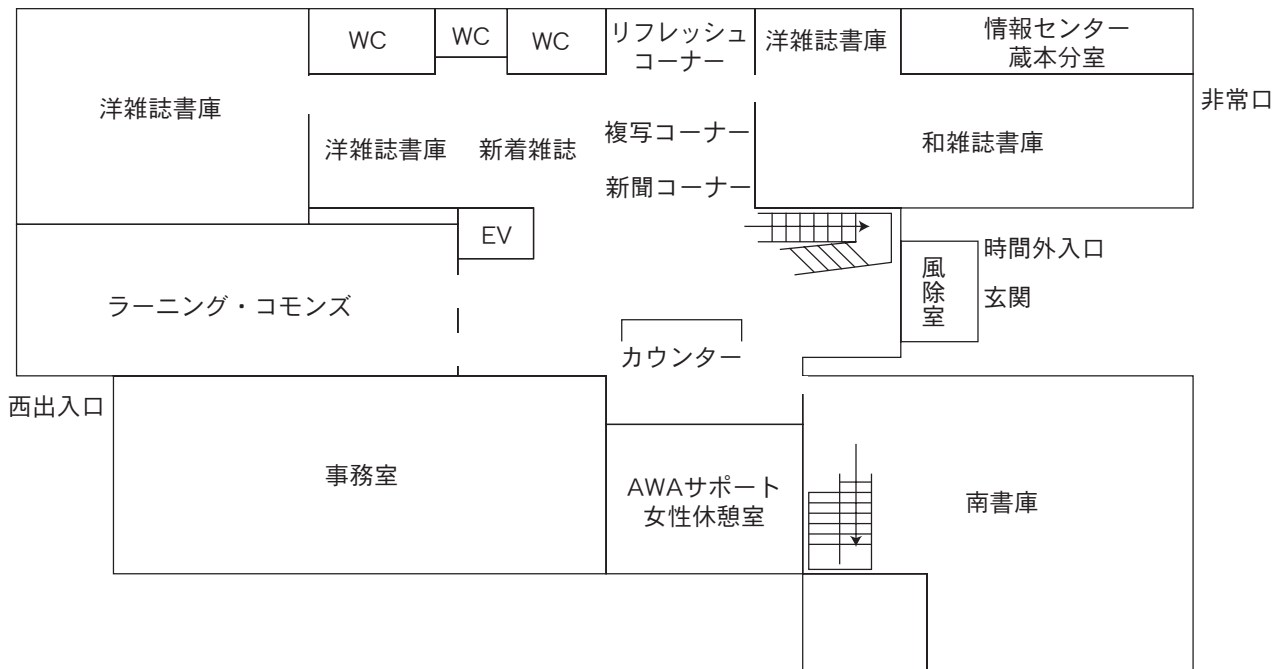 WC
WC
WC
リフレッシュ
コーナー
洋雑誌書庫
情報センター
蔵本分室
洋雑誌書庫
非常口
洋雑誌書庫
新着雑誌
複写コーナー
和雑誌書庫
新聞コーナー
EV
時間外入口
風除室
玄関
ラーニング・コモンズ
カウンター
西出入口
事務室
AWAサポート
女性休憩室
南書庫